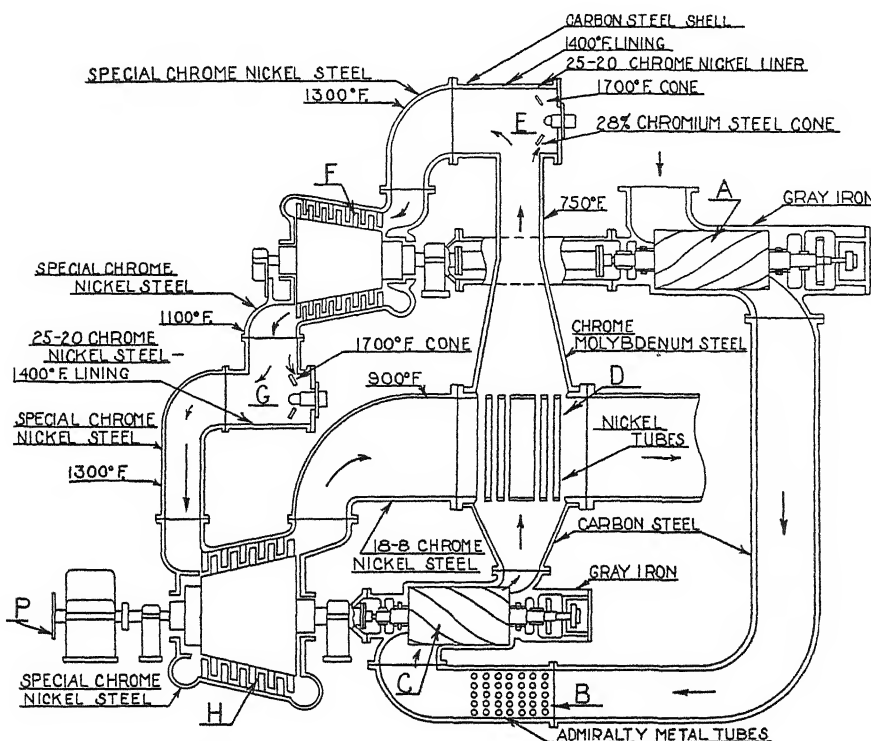 CARBON STEEL SHELL
1400°F. LINING
25-20 CHROME NICKEL LINER
SPECIAL CHROME NICKEL STEEL
1300°F.
1700°F. CONE
E
28% CHROMIUM STEEL CONE
F
A
GRAY IRON
750°F.
SPECIAL CHROME
NICKEL STEEL
1100°F.
25-20 CHROME
NICKEL STEEL-
1400°F. LINING
1700°F. CONE
CHROME
MOLYBDENUM STEEL
900°F.
D
G
NICKEL
TUBES
SPECIAL CHROME
NICKEL STEEL
1300°F.
CARBON STEEL
18-8 CHROME
NICKEL STEEL
GRAY IRON
P
C
B
SPECIAL CHROME
NICKEL STEEL
H
ADMIRALTY METAL TUBES